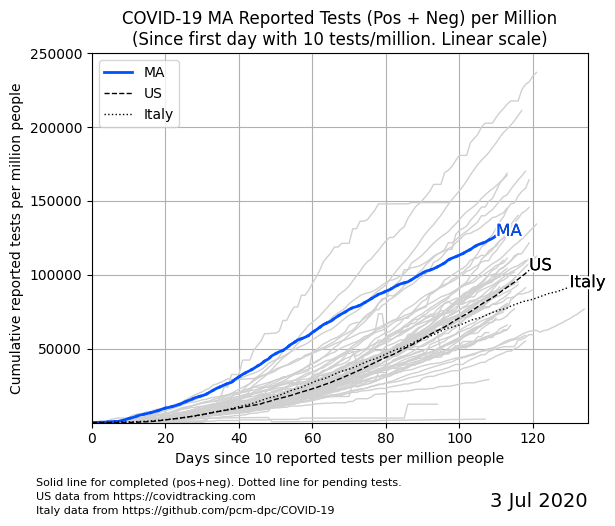 COVID-19 MA Reported Tests (Pos + Neg) per Million
(Since first day with 10 tests/million. Linear scale)
Cumulative reported tests per million people
250000
200000
150000
100000
50000
MA
US
Italy
MA
US
Italy
0 20 40 60 80 100 120
Days since 10 reported tests per million people
Solid line for completed (pos+neg). Dotted line for pending tests.
US data from https://covidtracking.com
Italy data from https://github.com/pcm-dpc/COVID-19
3 Jul 2020